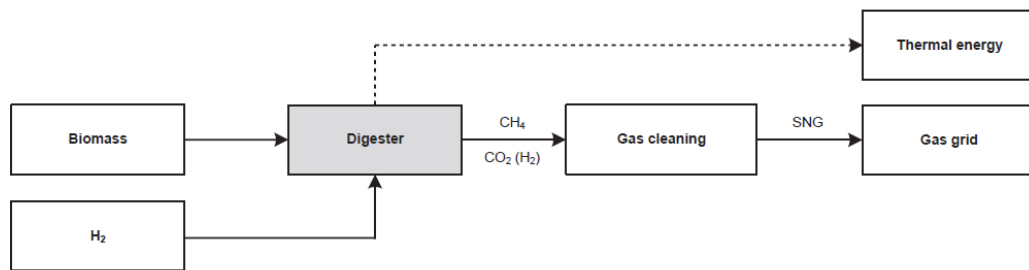 Thermal energy
Biomass
Digester
CH₄
CO₂ (H₂)
Gas cleaning
SNG
Gas grid
H₂